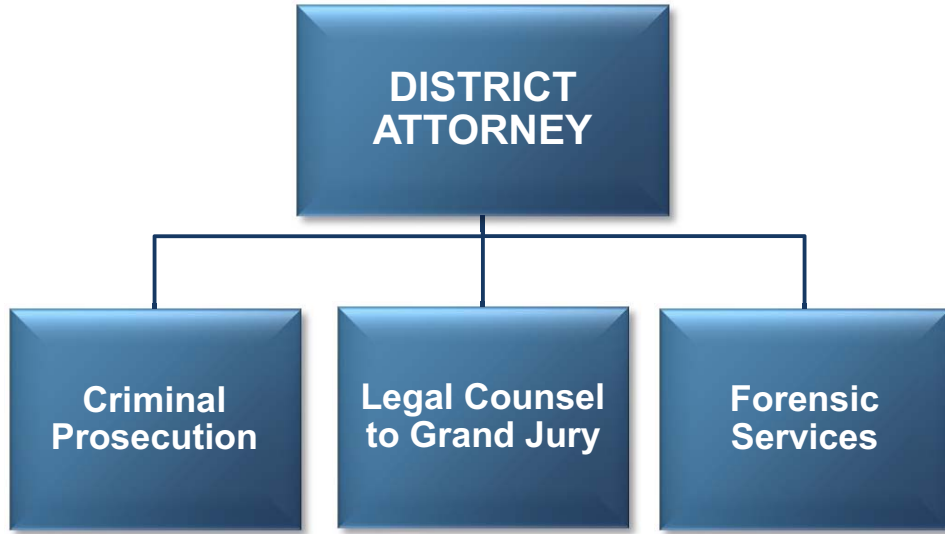 DISTRICT
ATTORNEY
Criminal
Prosecution
Legal Counsel
to Grand Jury
Forensic
Services